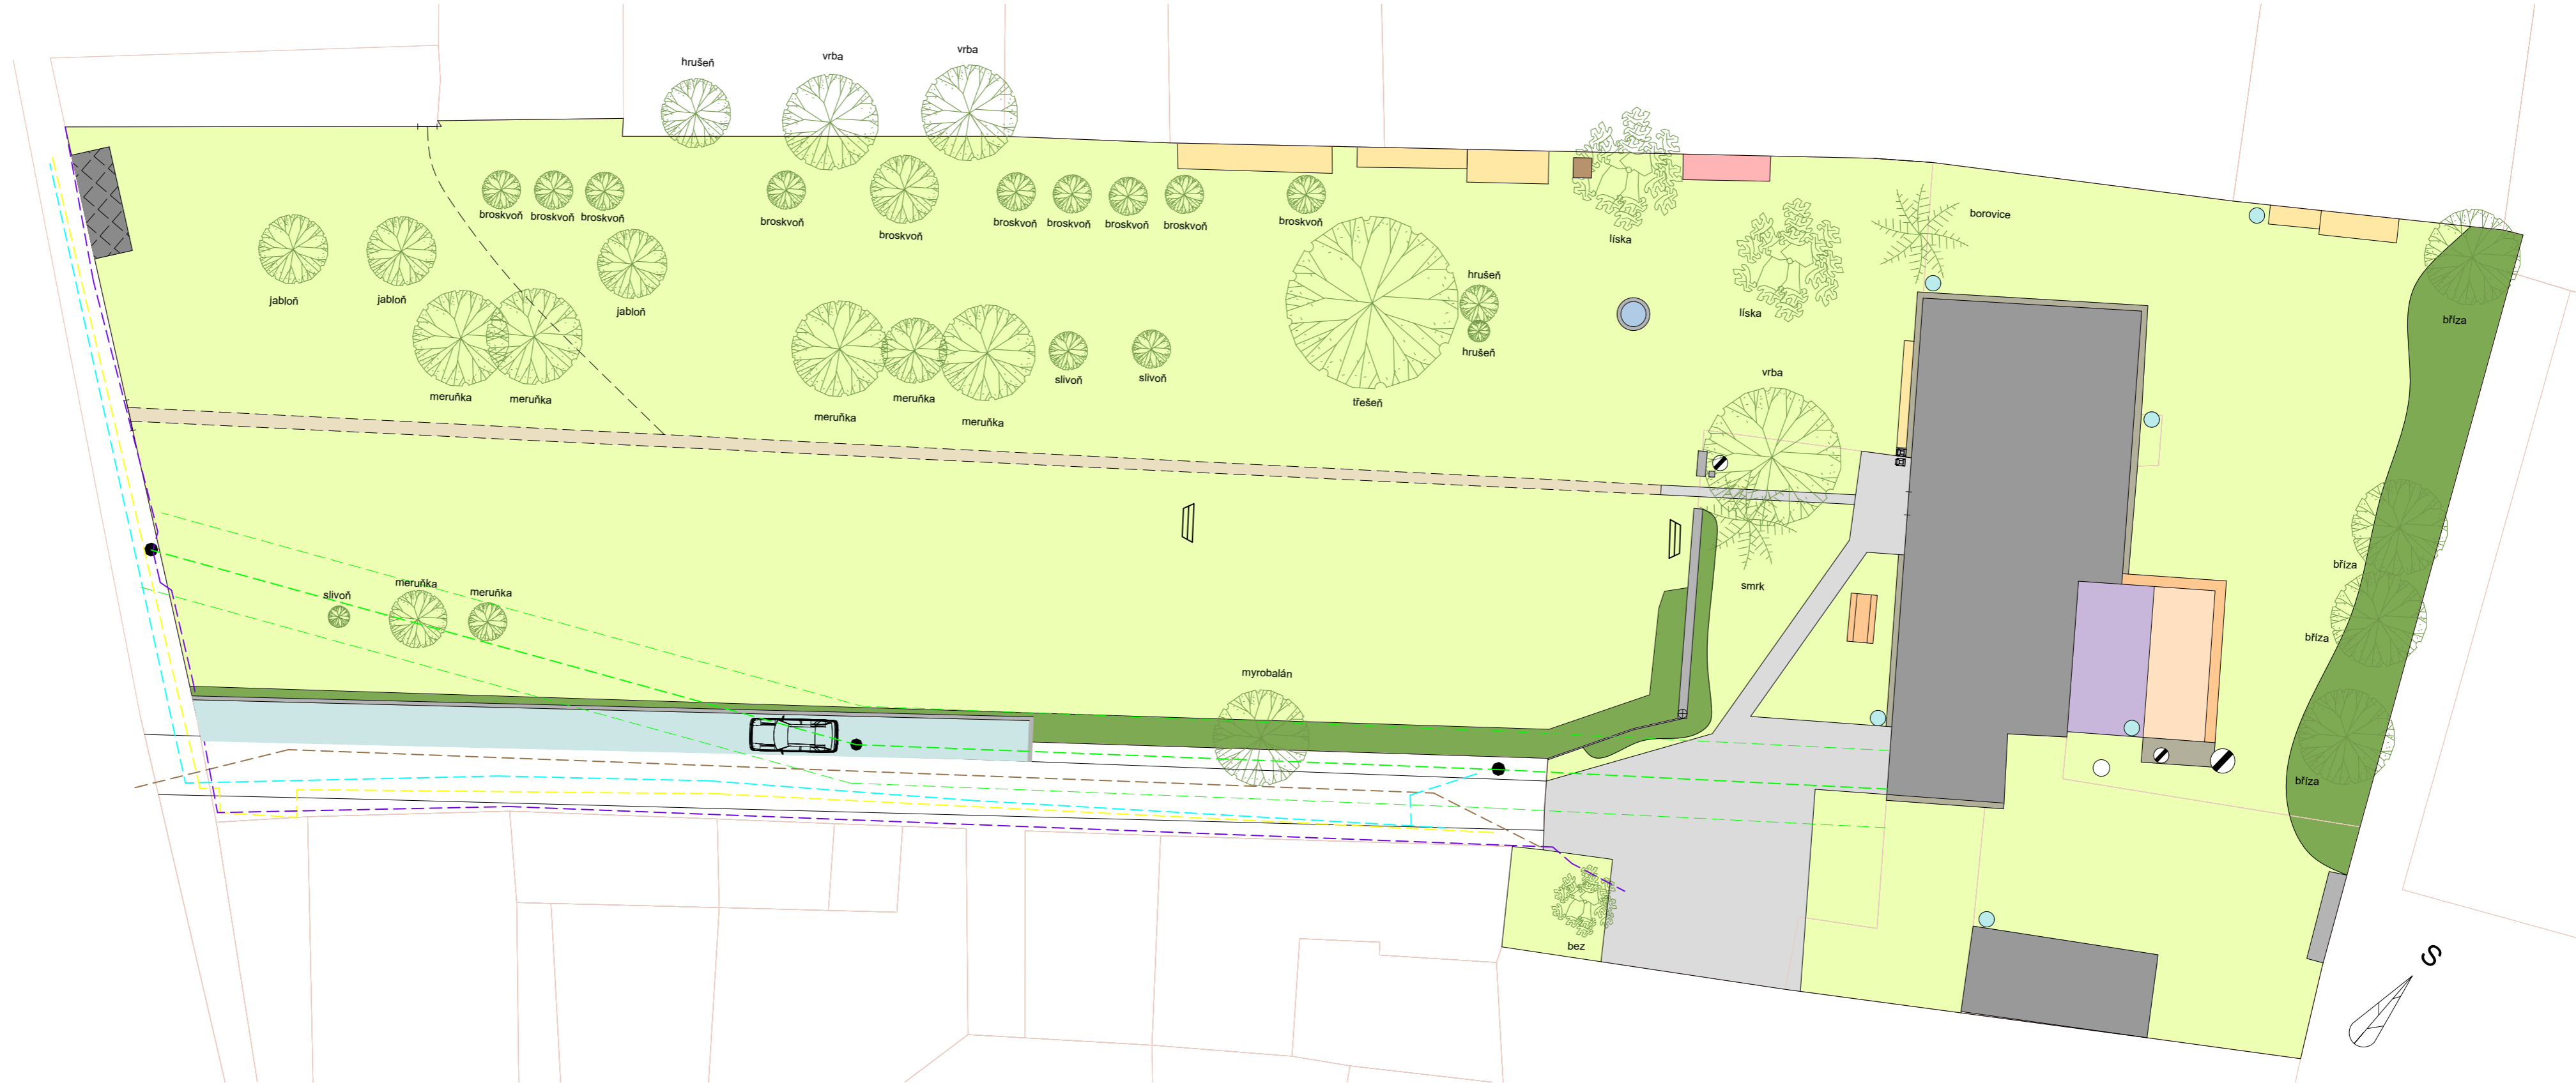 hrušeň
vrba
vrba
broskvoň
broskvoň
broskvoň
broskvoň
broskvoň
broskvoň
broskvoň
broskvoň
broskvoň
broskvoň
líska
borovice
jabloň
jabloň
jabloň
hrušeň
líska
bříza
hrušeň
meruňka
meruňka
slivoň
slivoň
vrba
meruňka
meruňka
meruňka
třešeň
slivoň
meruňka
meruňka
smrk
bříza
bříza
myrobalán
bříza
bez
S